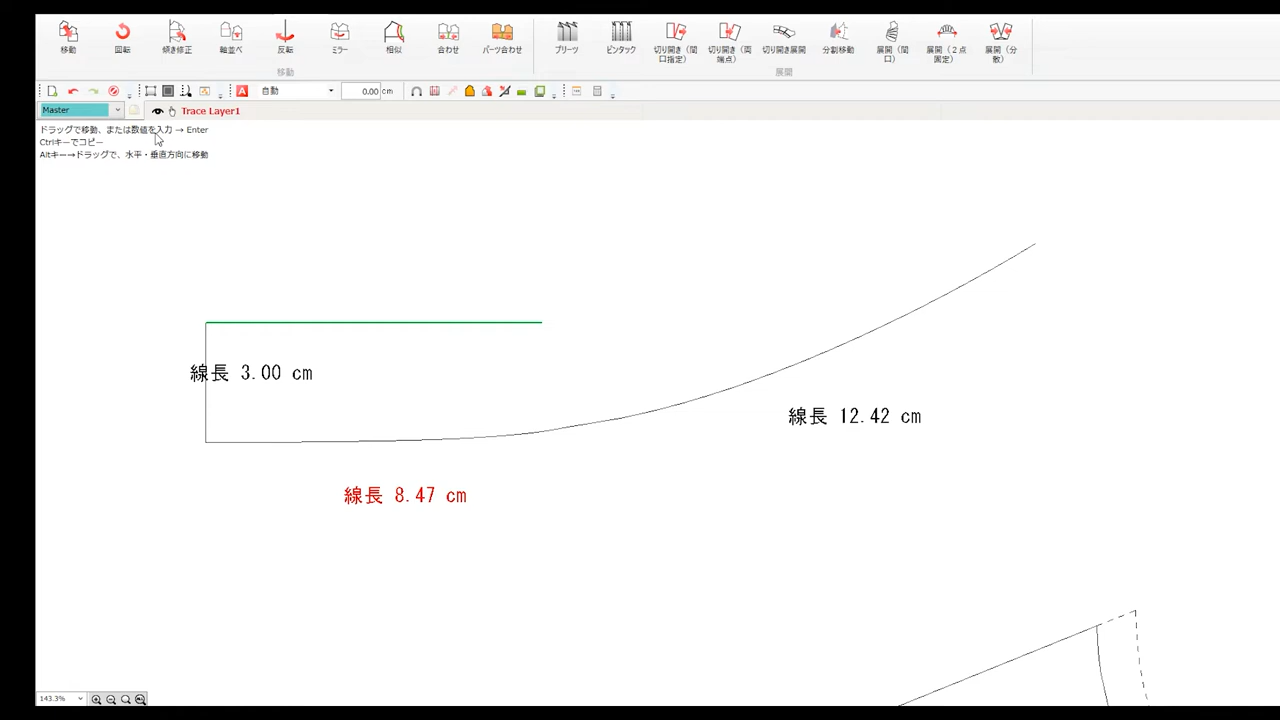 移動
回転
傾き修正
軸並べ
反転
ミラー
相似
合わせ
パーツ合わせ
プリーツ
ピンタック
切り開き（間口指定）
切り開き（両端点）
切り開き展開
分割移動
展開（間口）
展開（２点固定）
展開（分散）
移動
展開
A
自動
0.00 cm
Master
Trace Layer1
ドラッグで移動、または数値を入力 → Enter
Ctrlキーでコピー
Altキー→ドラッグで、水平・垂直方向に移動
線長 3.00 cm
線長 12.42 cm
線長 8.47 cm
143.3%